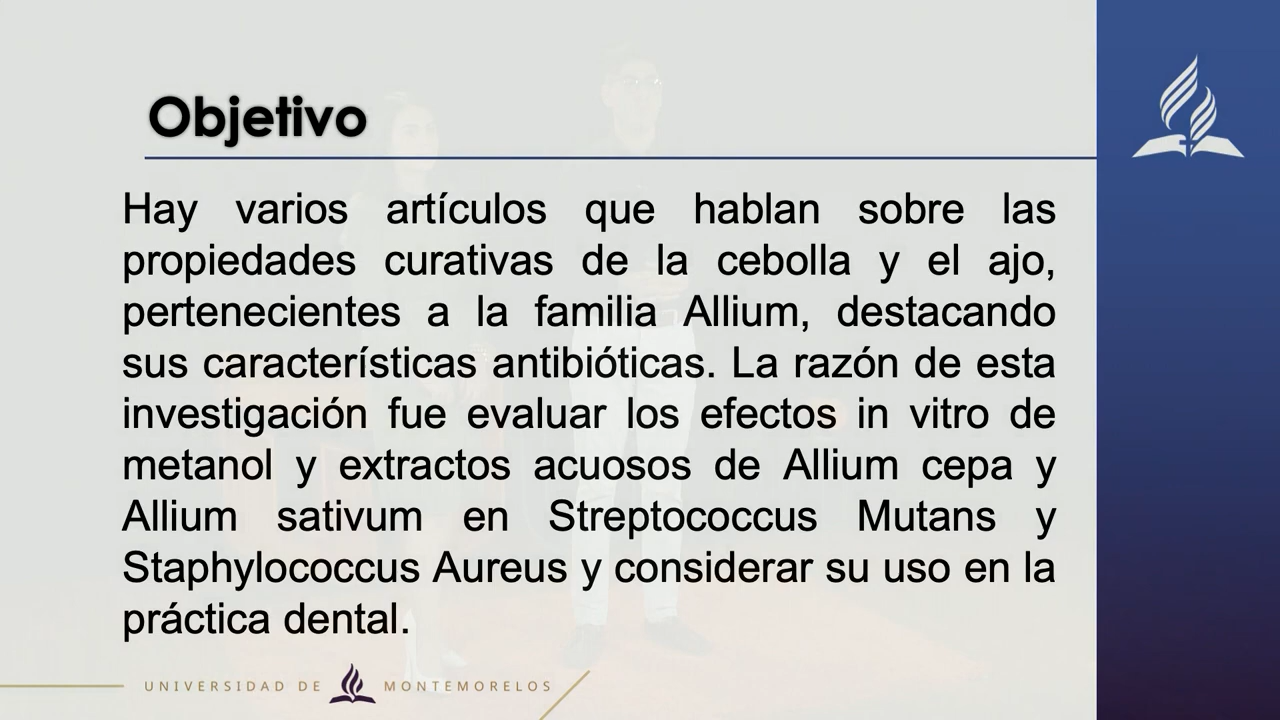 Objetivo
Hay varios artículos que hablan sobre las
propiedades curativas de la cebolla y el ajo,
pertenecientes a la familia Allium, destacando
sus características antibióticas. La razón de esta
investigación fue evaluar los efectos in vitro de
metanol y extractos acuosos de Allium cepa y
Allium sativum en Streptococcus Mutans y
Staphylococcus Aureus y considerar su uso en la
práctica dental.
UNIVERSIDAD DE MONTEMORELOS